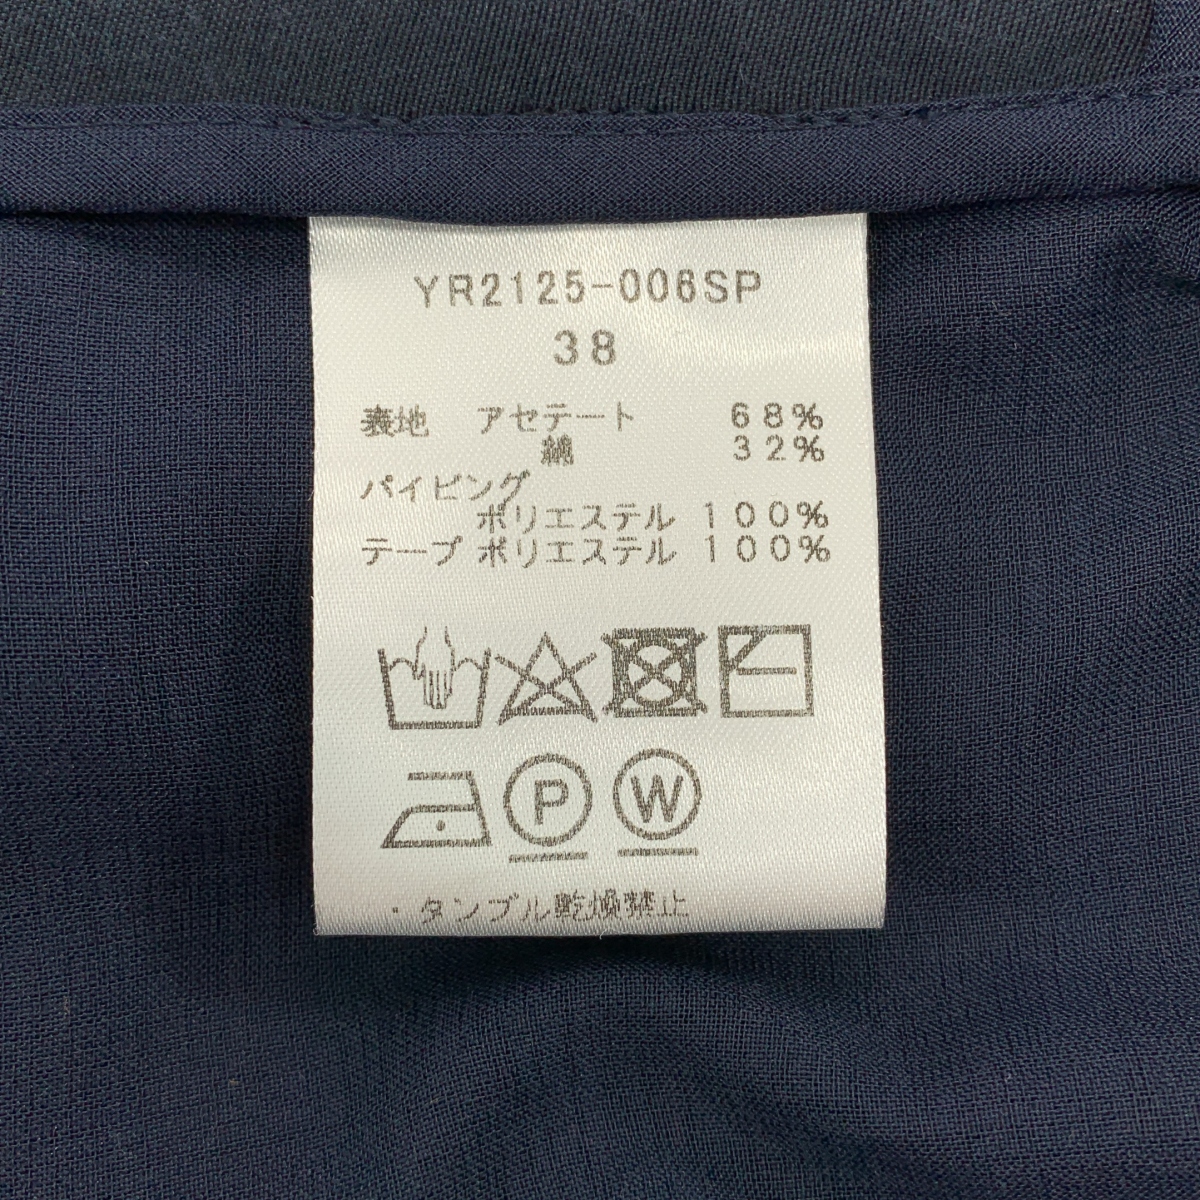 YR2125-006SP
38
表地 アセテート 68%
綿 32%
パイピング
ポリエステル 100%
テープ ポリエステル 100%
P W
・タンブル乾燥禁止